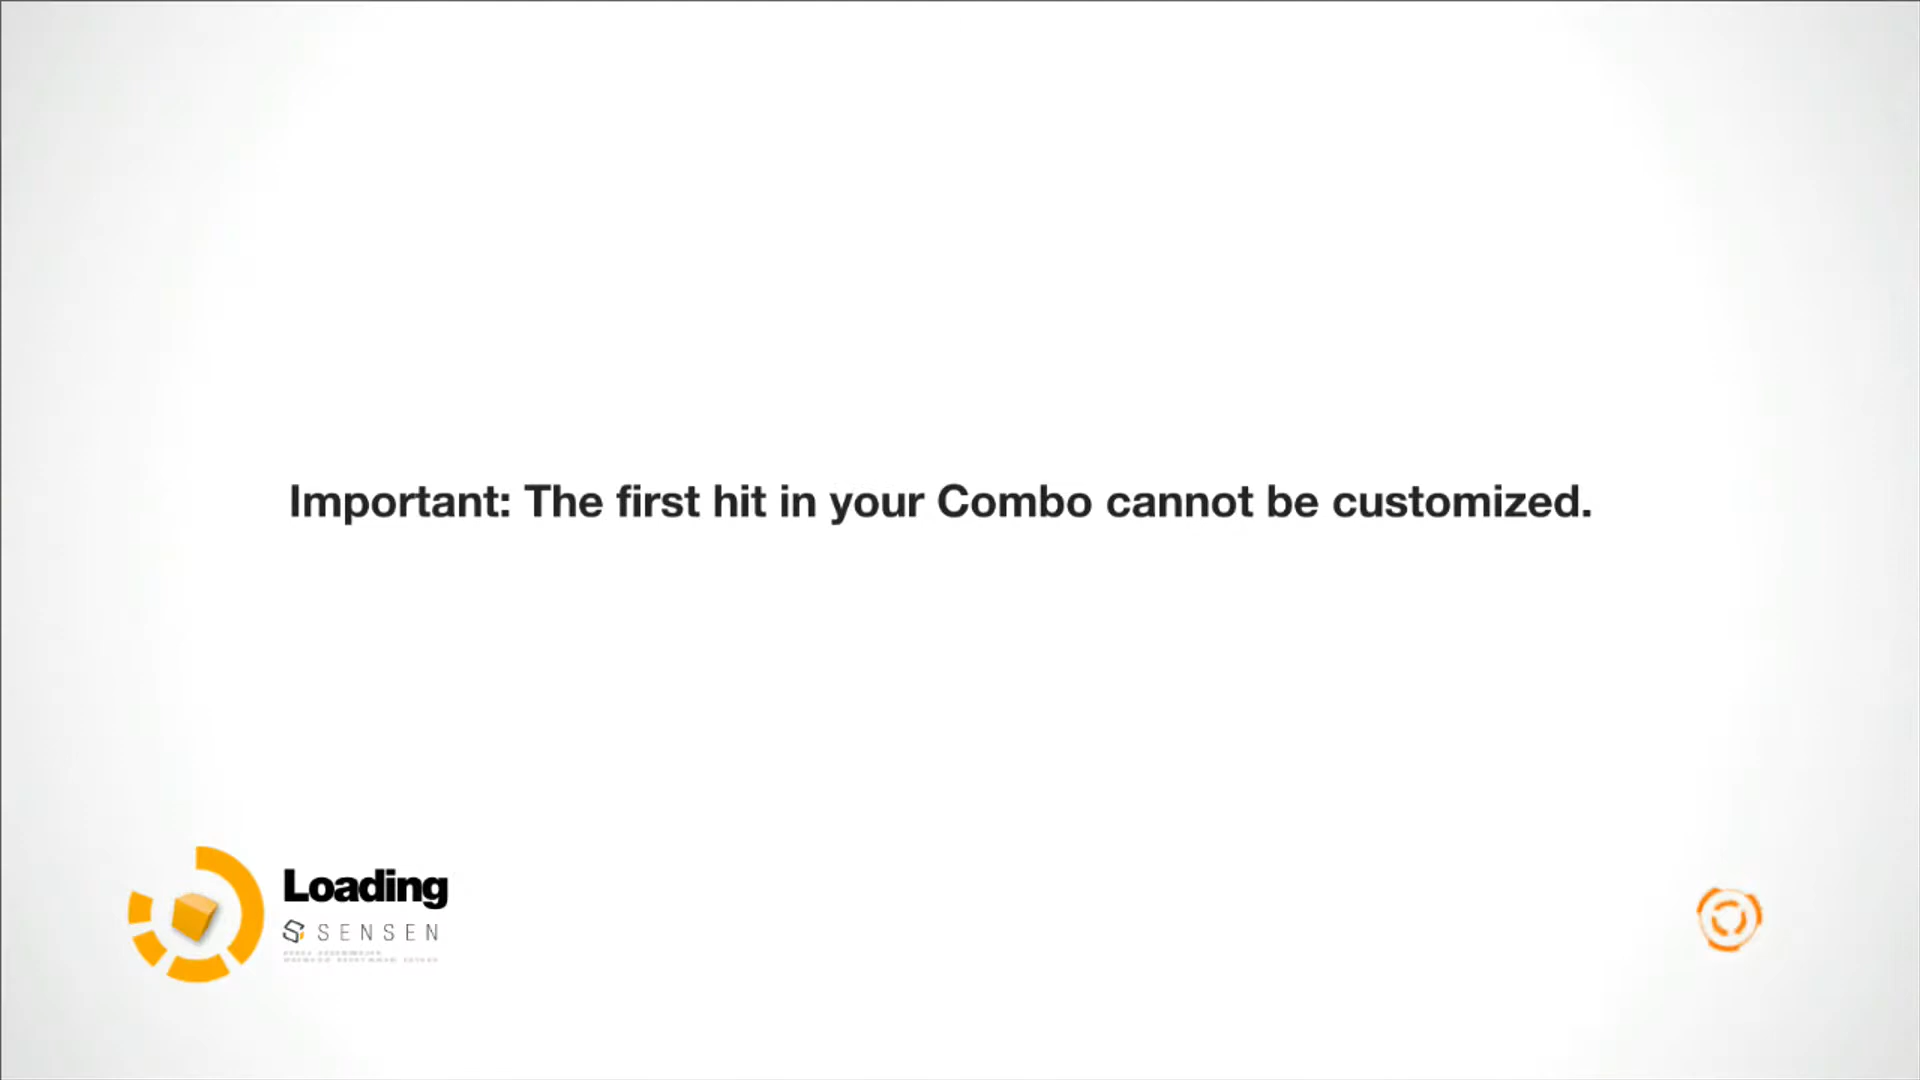 Important: The first hit in your Combo cannot be customized.
Loading
SENSEN